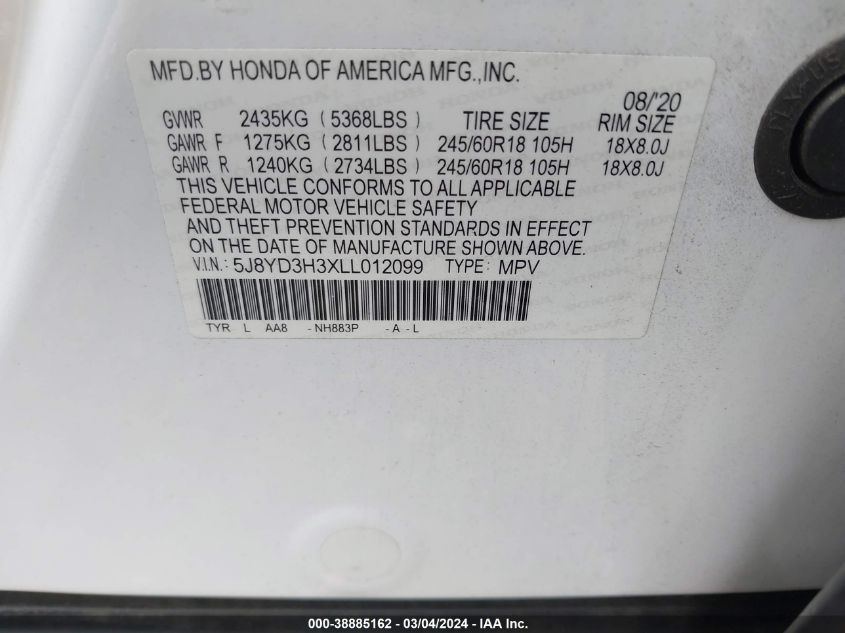 MFD.BY HONDA OF AMERICA MFG.,INC.
08/'20
GVWR 2435KG ( 5368LBS ) TIRE SIZE RIM SIZE
GAWR F 1275KG ( 2811LBS ) 245/60R18 105H 18X8.0J
GAWR R 1240KG ( 2734LBS ) 245/60R18 105H 18X8.0J
THIS VEHICLE CONFORMS TO ALL APPLICABLE
FEDERAL MOTOR VEHICLE SAFETY
AND THEFT PREVENTION STANDARDS IN EFFECT
ON THE DATE OF MANUFACTURE SHOWN ABOVE.
V.I.N.: 5J8YD3H3XLL012099 TYPE: MPV
TYR L AA8 - NH883P - A - L
000-38885162 - 03/04/2024 - IAA Inc.